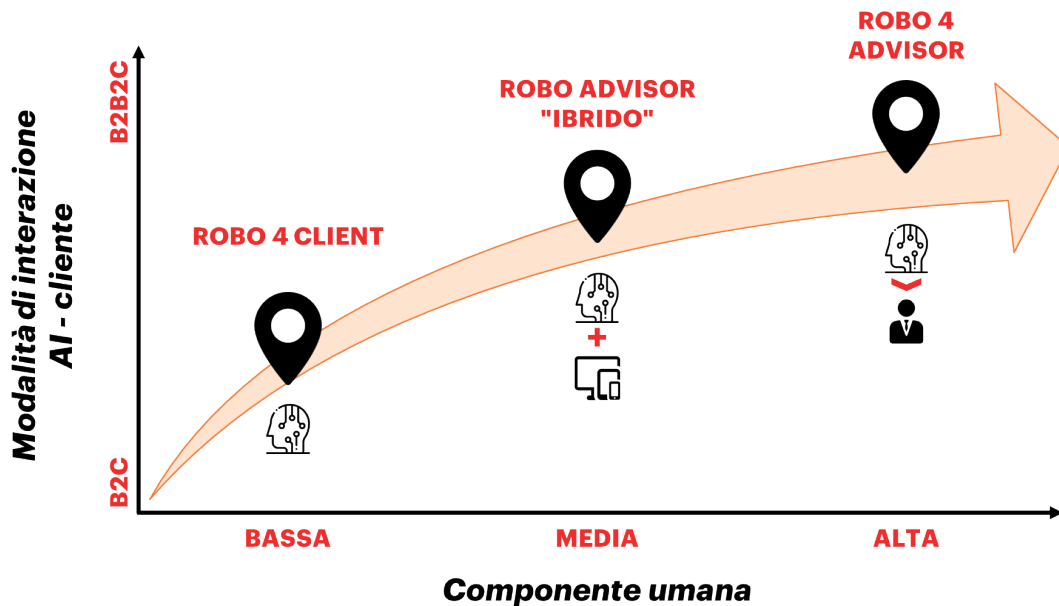 ROBO 4
ADVISOR
ROBO ADVISOR
"IBRIDO"
ROBO 4 CLIENT
B2B2C
Modalità di interazione
AI - cliente
B2C
BASSA
MEDIA
ALTA
Componente umana